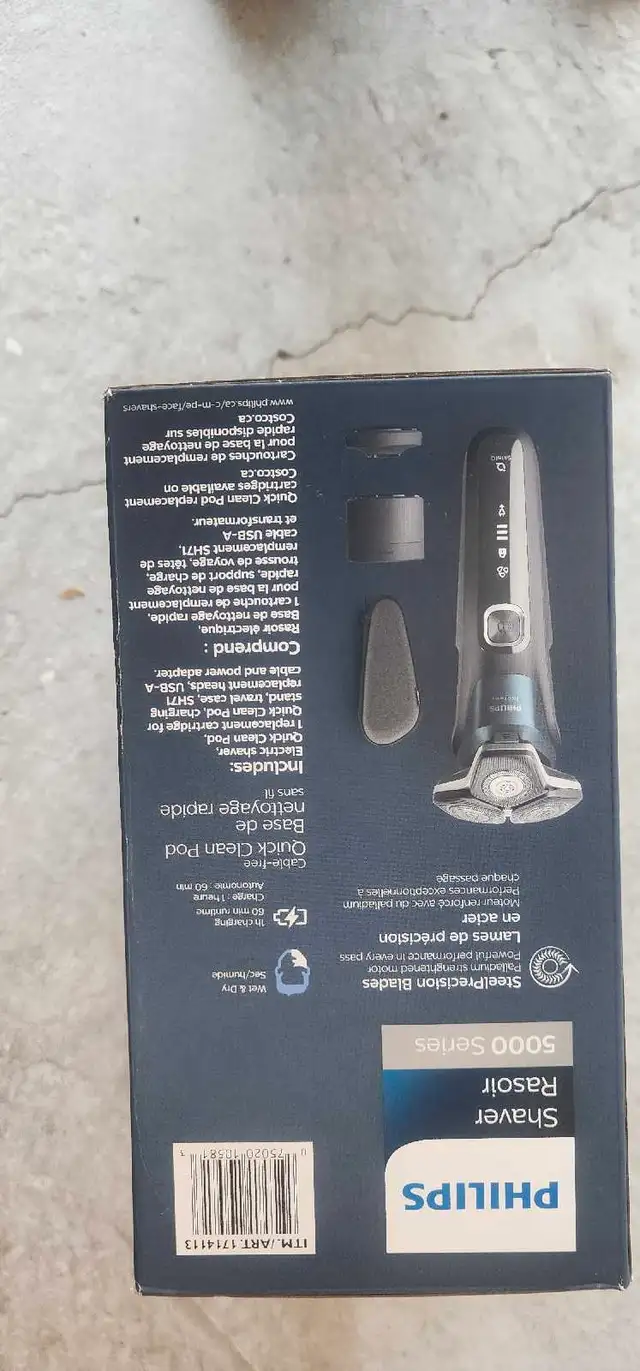 PHILIPS
Shaver
Rasoir
5000 Series
ITM./ART. 1714113
0 75020 10581 3
SteelPrecision Blades
Palladium strengthened motor
Powerful performance in every pass
Lames de précision
en acier
Moteur renforcé avec du palladium
Performances exceptionnelles à
chaque passage
Wet & Dry
Sec/humide
1h charging
60 min runtime
Charge : 1 heure
Autonomie : 60 min
Cable-free
Quick Clean Pod
Base de
nettoyage rapide
sans fil
Includes:
Electric shaver,
Quick Clean Pod,
1 replacement cartridge for
Quick Clean Pod, charging
stand, travel case, SH71
replacement heads, USB-A
cable and power adapter.
Comprend :
Rasoir électrique,
Base de nettoyage rapide,
1 cartouche de remplacement
pour la base de nettoyage
rapide, support de charge,
trousse de voyage, têtes de
remplacement SH71,
cable USB-A
et transformateur.
Quick Clean Pod replacement
cartridges available on
Costco.ca
Cartouches de remplacement
pour la base de nettoyage
rapide disponibles sur
Costco.ca
www.philips.ca/c-m-pe/face-shavers
PHILIPS